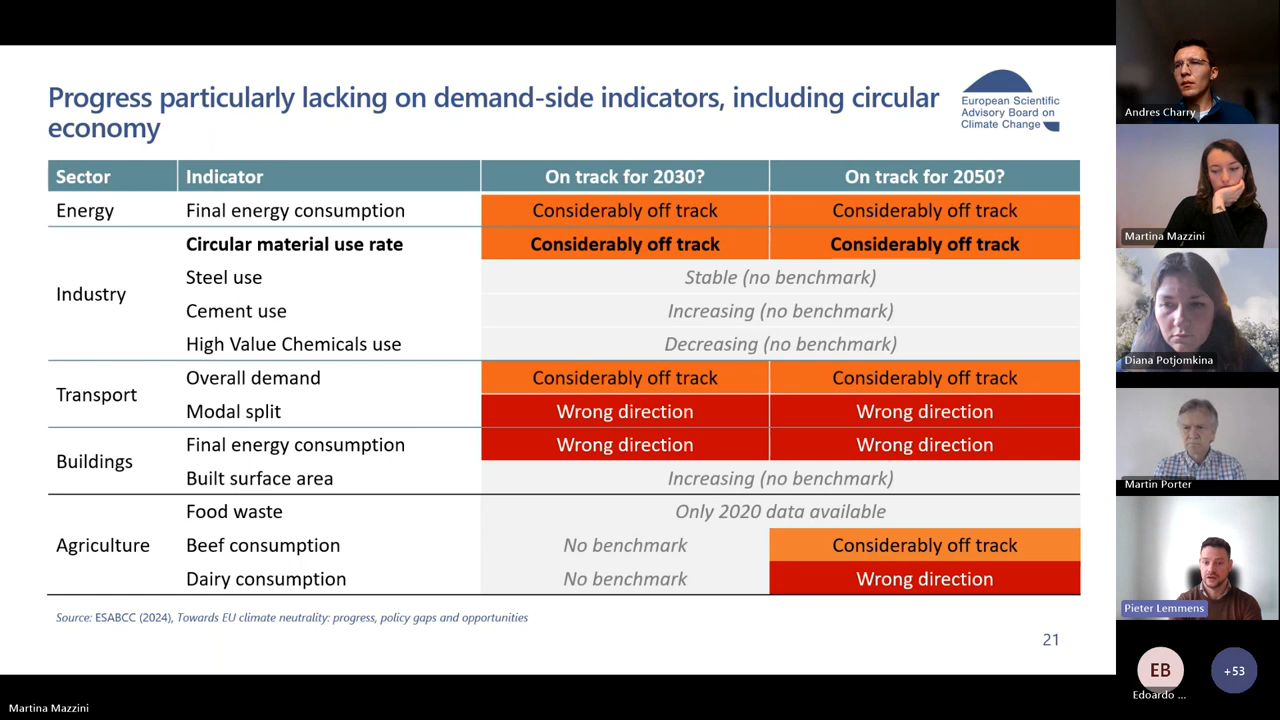 Progress particularly lacking on demand-side indicators, including circular
economy
European Scientific
Advisory Board on
Climate Change
Sector Indicator On track for 2030? On track for 2050?
Energy Final energy consumption Considerably off track Considerably off track
Industry
Circular material use rate Considerably off track Considerably off track
Steel use Stable (no benchmark)
Cement use Increasing (no benchmark)
High Value Chemicals use Decreasing (no benchmark)
Transport
Overall demand Considerably off track Considerably off track
Modal split Wrong direction Wrong direction
Buildings
Final energy consumption Wrong direction Wrong direction
Built surface area Increasing (no benchmark)
Agriculture
Food waste Only 2020 data available
Beef consumption No benchmark Considerably off track
Dairy consumption No benchmark Wrong direction
Source: ESABCC (2024), Towards EU climate neutrality: progress, policy gaps and opportunities
21
Andres Charry
Martina Mazzini
Diana Potjomkina
Martin Porter
Pieter Lemmens
EB
Edoardo ...
+53
Martina Mazzini